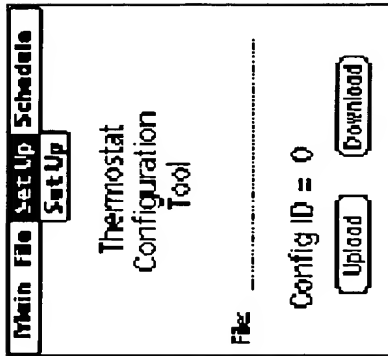 Main File Set Up Schedule
Set Up
Thermostat
Configuration
Tool
File:
Config ID = 0
Upload Download